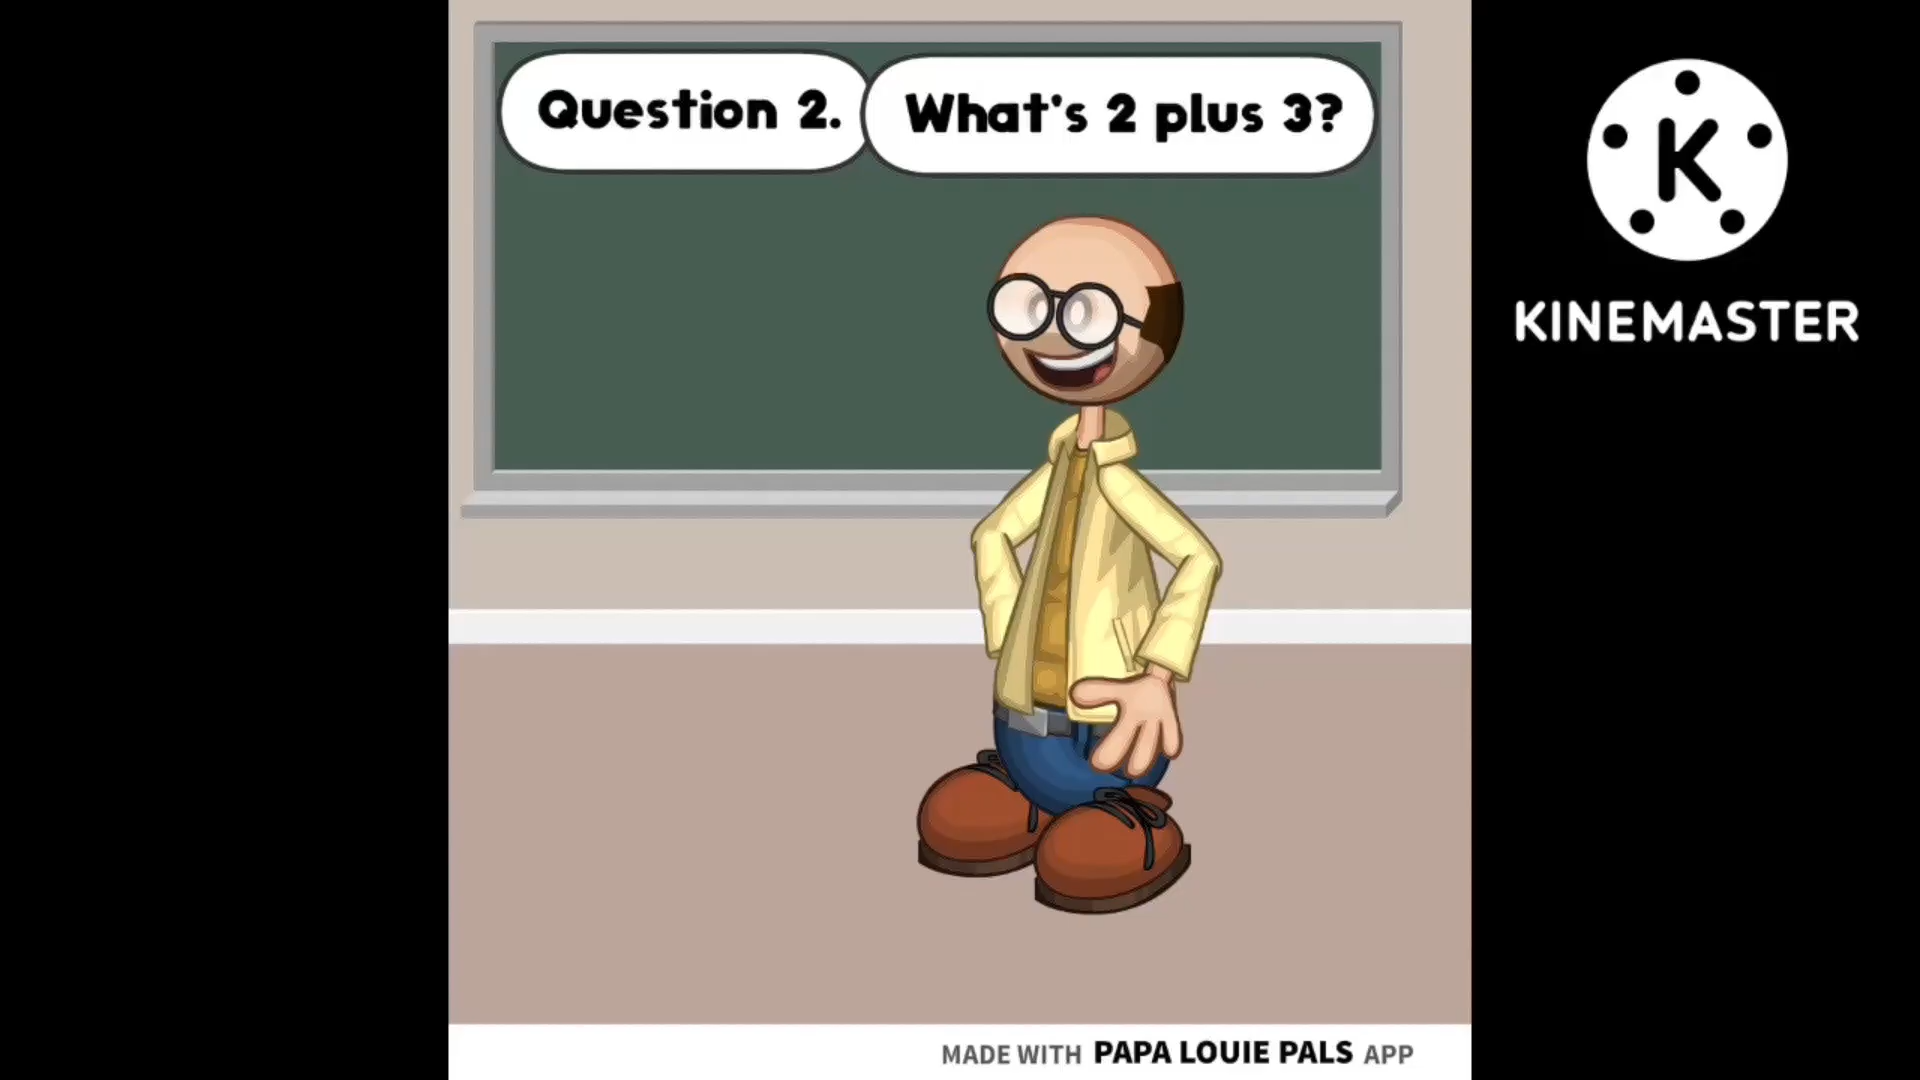 Question 2.
What's 2 plus 3?
K
KINEMASTER
MADE WITH PAPA LOUIE PALS APP